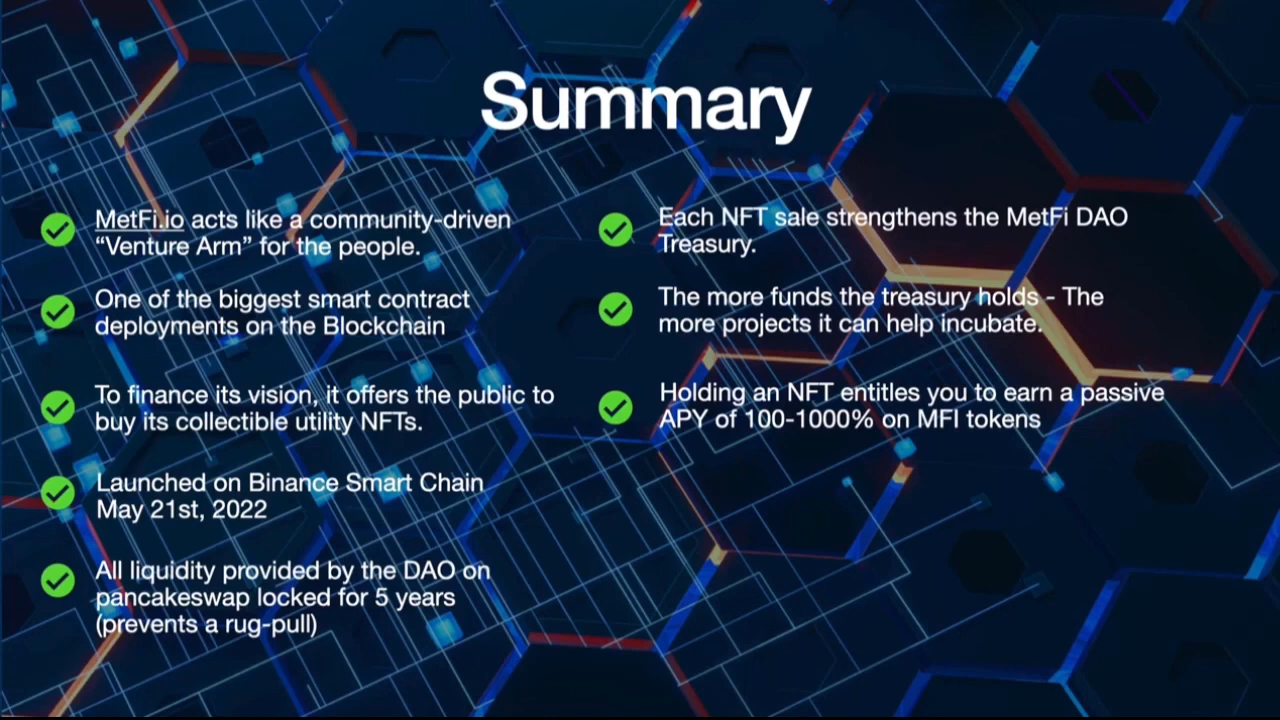 Summary
MetFi.io acts like a community-driven
“Venture Arm” for the people.
One of the biggest smart contract
deployments on the Blockchain
To finance its vision, it offers the public to
buy its collectible utility NFTs.
Launched on Binance Smart Chain
May 21st, 2022
All liquidity provided by the DAO on
pancakeswap locked for 5 years
(prevents a rug-pull)
Each NFT sale strengthens the MetFi DAO
Treasury.
The more funds the treasury holds - The
more projects it can help incubate.
Holding an NFT entitles you to earn a passive
APY of 100-1000% on MFI tokens